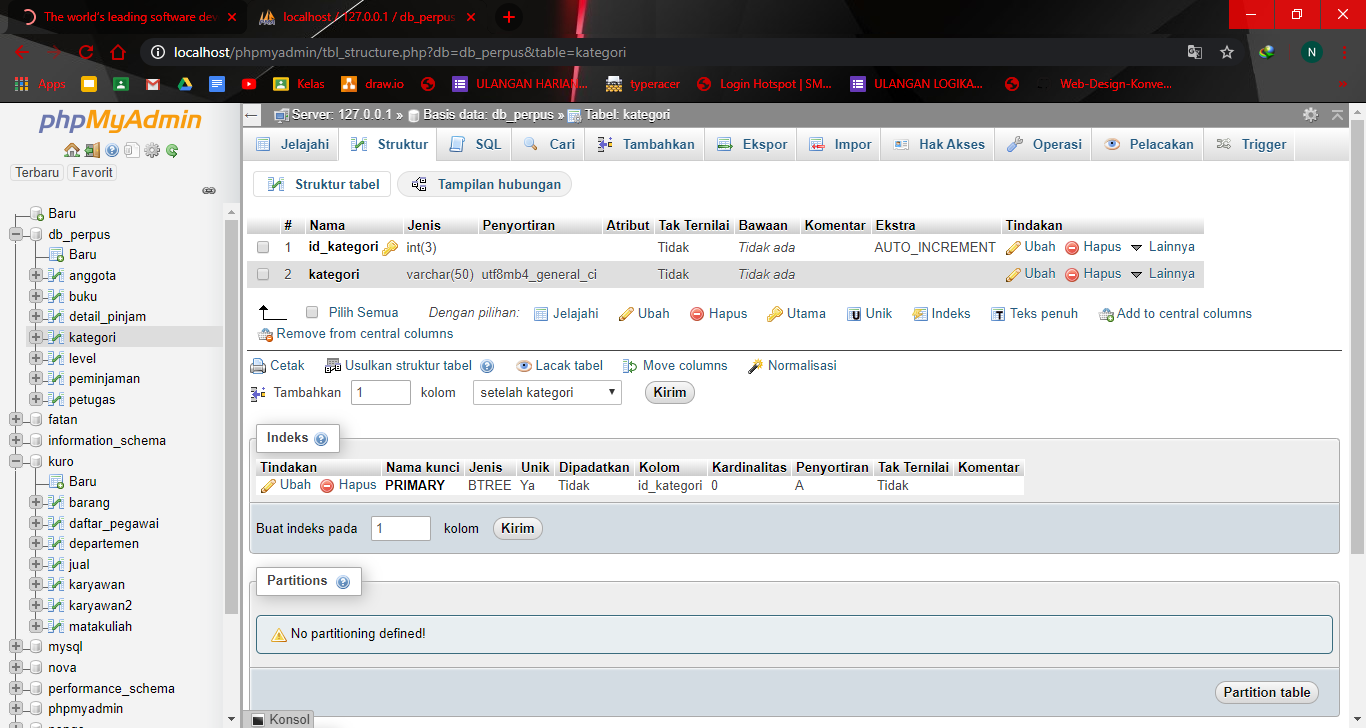 The world's leading software dev
localhost / 127.0.0.1 / db_perpus
localhost/phpmyadmin/tbl_structure.php?db=db_perpus&table=kategori
N
Apps
Kelas
draw.io
ULANGAN HARIAN...
typeracer
Login Hotspot | SM...
ULANGAN LOGIKA...
Web-Design-Konve...
phpMyAdmin
Terbaru
Favorit
Baru
db_perpus
Baru
anggota
buku
detail_pinjam
kategori
level
peminjaman
petugas
fatan
information_schema
kuro
Baru
barang
daftar_pegawai
departemen
jual
karyawan
karyawan2
matakuliah
mysql
nova
performance_schema
phpmyadmin
Server: 127.0.0.1 » Basis data: db_perpus » Tabel: kategori
Jelajahi Struktur SQL Cari Tambahkan Ekspor Impor Hak Akses Operasi Pelacakan Trigger
Struktur tabel Tampilan hubungan
# Nama Jenis Penyortiran Atribut Tak Ternilai Bawaan Komentar Ekstra Tindakan
1 id_kategori int(3) Tidak Tidak ada AUTO_INCREMENT Ubah Hapus Lainnya
2 kategori varchar(50) utf8mb4_general_ci Tidak Tidak ada Ubah Hapus Lainnya
Pilih Semua Dengan pilihan: Jelajahi Ubah Hapus Utama Unik Indeks Teks penuh Add to central columns
Remove from central columns
Cetak Usulkan struktur tabel Lacak tabel Move columns Normalisasi
Tambahkan 1 kolom setelah kategori Kirim
Indeks
Tindakan Nama kunci Jenis Unik Dipadatkan Kolom Kardinalitas Penyortiran Tak Ternilai Komentar
Ubah Hapus PRIMARY BTREE Ya Tidak id_kategori 0 A Tidak
Buat indeks pada 1 kolom Kirim
Partitions
No partitioning defined!
Partition table
Konsol